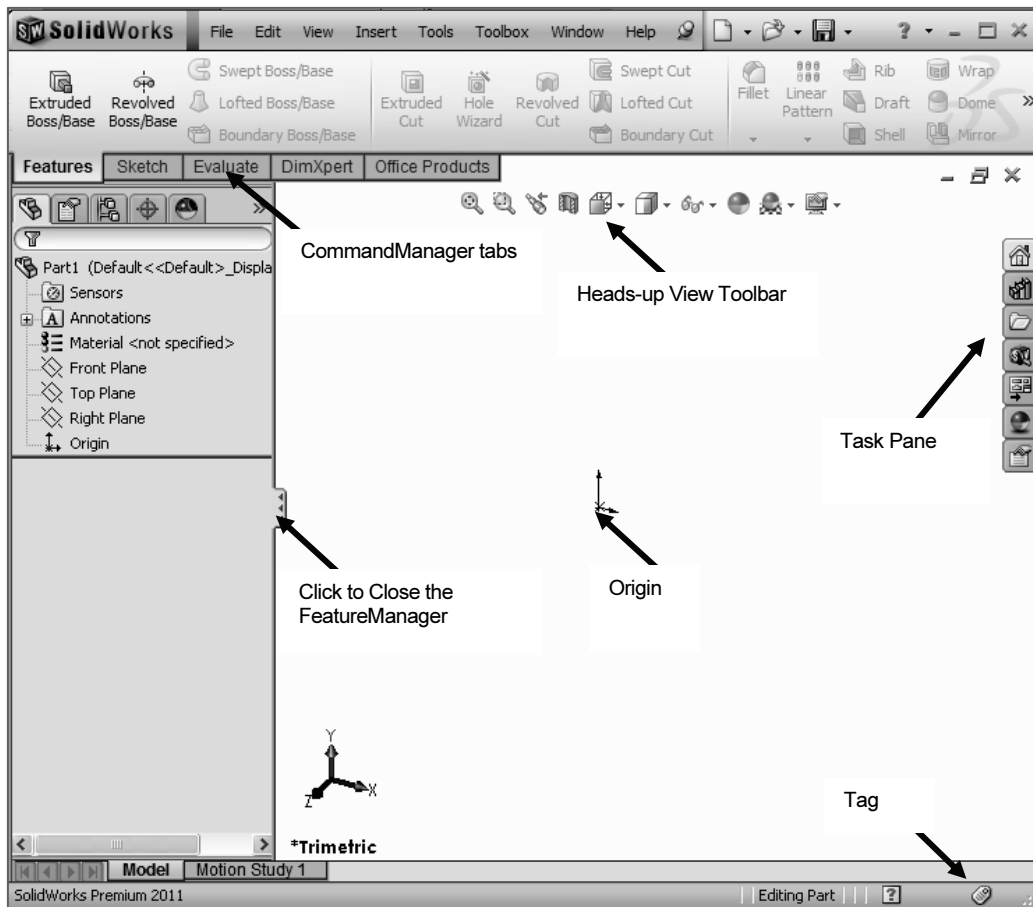 SolidWorks File Edit View Insert Tools Toolbox Window Help ?
Extruded Boss/Base
Revolved Boss/Base
Swept Boss/Base
Lofted Boss/Base
Boundary Boss/Base
Extruded Cut
Hole Wizard
Revolved Cut
Swept Cut
Lofted Cut
Boundary Cut
Fillet
Linear Pattern
Rib
Draft
Shell
Wrap
Dome
Mirror
Features Sketch Evaluate DimXpert Office Products
CommandManager tabs
Heads-up View Toolbar
Part1 (Default<<Default>_Displa
Sensors
Annotations
Material <not specified>
Front Plane
Top Plane
Right Plane
Origin
Task Pane
Click to Close the
FeatureManager
Origin
Y
X
Z
*Trimetric
Tag
Model Motion Study 1
SolidWorks Premium 2011 Editing Part ?